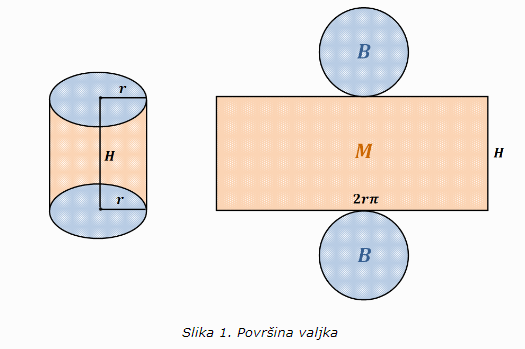 r
H
r
B
M
H
2rπ
B
Slika 1. Površina valjka